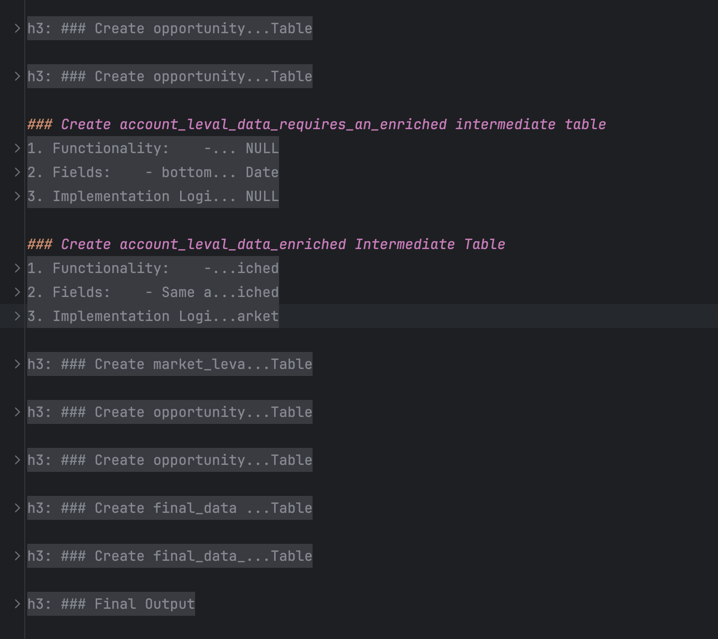 h3: ### Create opportunity...Table
h3: ### Create opportunity...Table
### Create account_leval_data_requires_an_enriched intermediate table
1. Functionality:    -... NULL
2. Fields:    - bottom... Date
3. Implementation Logi... NULL
### Create account_leval_data_enriched Intermediate Table
1. Functionality:    -...iched
2. Fields:    - Same a...iched
3. Implementation Logi...arket
h3: ### Create market_leva...Table
h3: ### Create opportunity...Table
h3: ### Create opportunity...Table
h3: ### Create final_data ...Table
h3: ### Create final_data_...Table
h3: ### Final Output